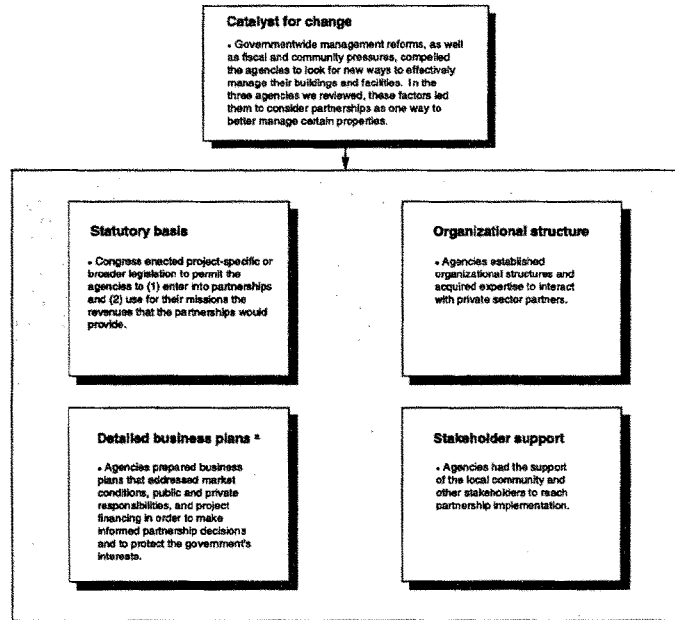 Catalyst for change
• Governmentwide management reforms, as well
as fiscal and community pressures, compelled
the agencies to look for new ways to effectively
manage their buildings and facilities. In the
three agencies we reviewed, these factors led
them to consider partnerships as one way to
better manage certain properties.
Statutory basis
• Congress enacted project-specific or
broader legislation to permit the
agencies to (1) enter into partnerships
and (2) use for their missions the
revenues that the partnerships would
provide.
Organizational structure
• Agencies established
organizational structures and
acquired expertise to interact
with private sector partners.
Detailed business plans ª
• Agencies prepared business
plans that addressed market
conditions, public and private
responsibilities, and project
financing in order to make
informed partnership decisions
and to protect the government's
interests.
Stakeholder support
• Agencies had the support
of the local community and
other stakeholders to reach
partnership implementation.